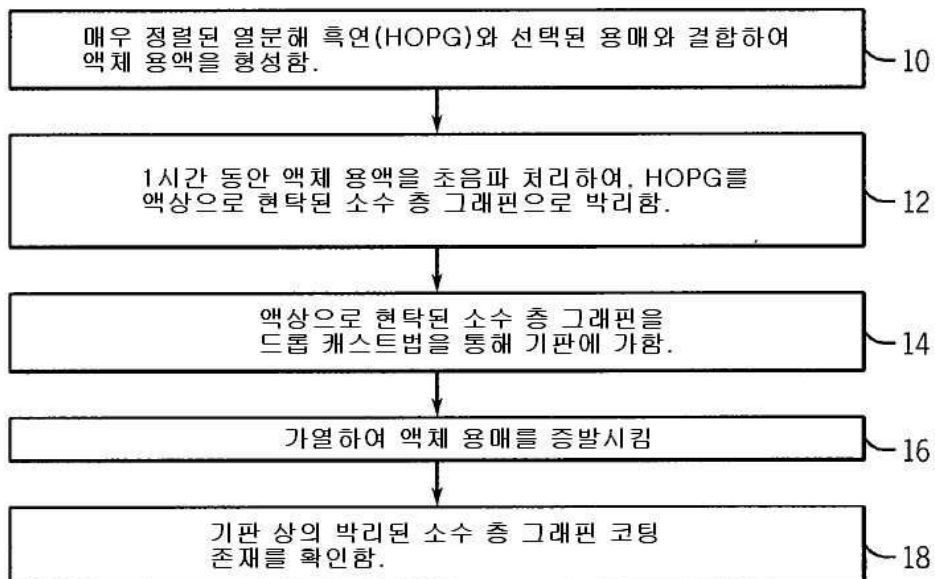 매우 정렬된 열분해 흑연(HOPG)와 선택된 용매와 결합하여
액체 용액을 형성함.
10
1시간 동안 액체 용액을 초음파 처리하여, HOPG를
액상으로 현탁된 소수 층 그래핀으로 박리함.
12
액상으로 현탁된 소수 층 그래핀을
드롭 캐스트법을 통해 기판에 가함.
14
가열하여 액체 용매를 증발시킴
16
기판 상의 박리된 소수 층 그래핀 코팅
존재를 확인함.
18